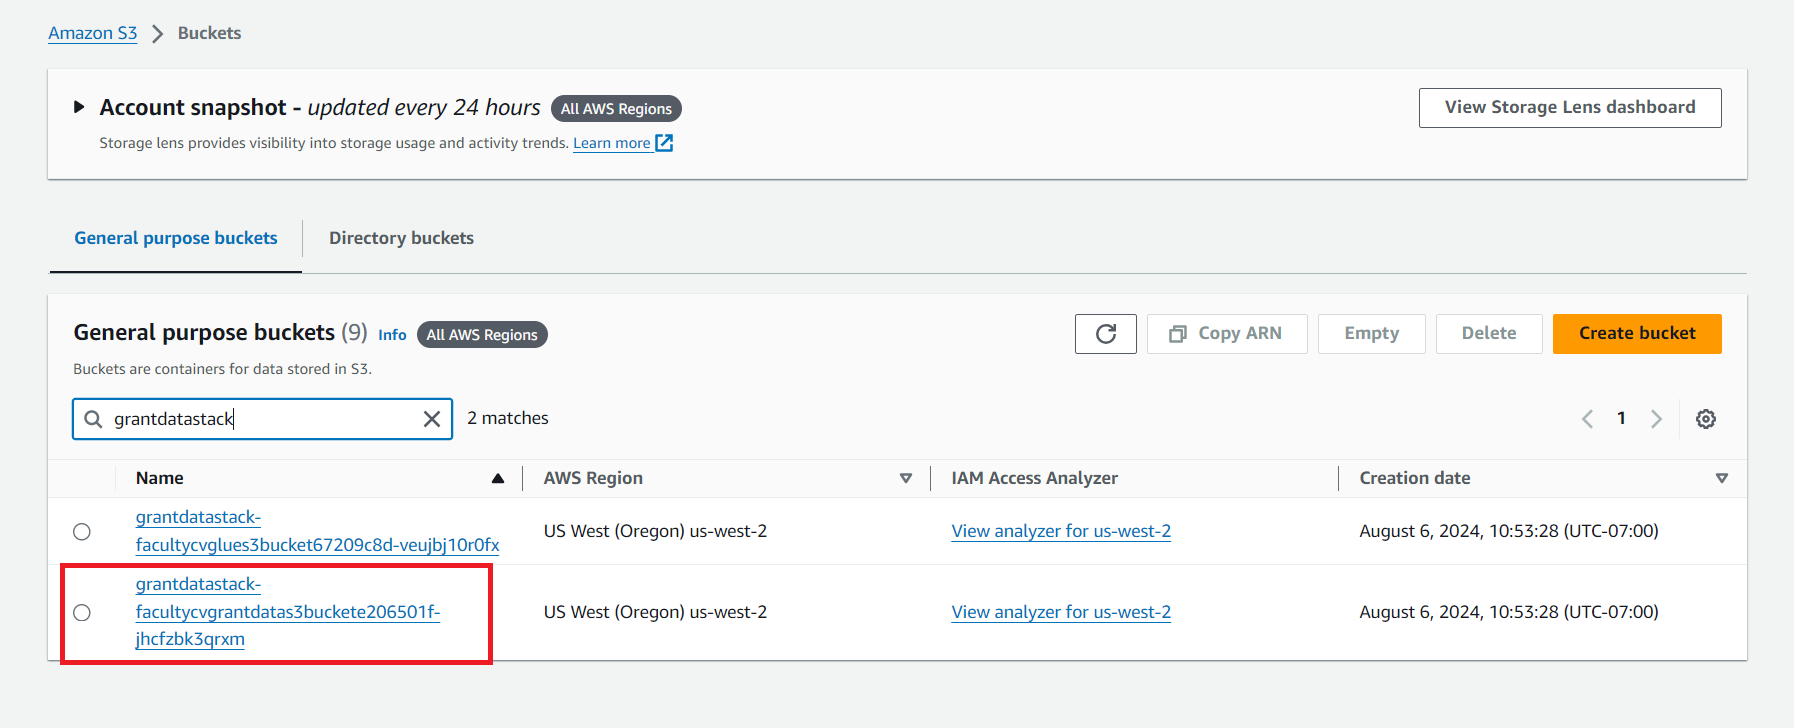 Amazon S3 > Buckets
Account snapshot - updated every 24 hours All AWS Regions
View Storage Lens dashboard
Storage lens provides visibility into storage usage and activity trends. Learn more
General purpose buckets
Directory buckets
General purpose buckets (9) Info All AWS Regions
Copy ARN
Empty
Delete
Create bucket
Buckets are containers for data stored in S3.
grantdatastack
2 matches
1
Name
AWS Region
IAM Access Analyzer
Creation date
grantdatastack-
facultycvglues3bucket67209c8d-veujbj10r0fx
US West (Oregon) us-west-2
View analyzer for us-west-2
August 6, 2024, 10:53:28 (UTC-07:00)
grantdatastack-
facultycvgrantdatas3buckete206501f-
jhcfzbk3qrxm
US West (Oregon) us-west-2
View analyzer for us-west-2
August 6, 2024, 10:53:28 (UTC-07:00)